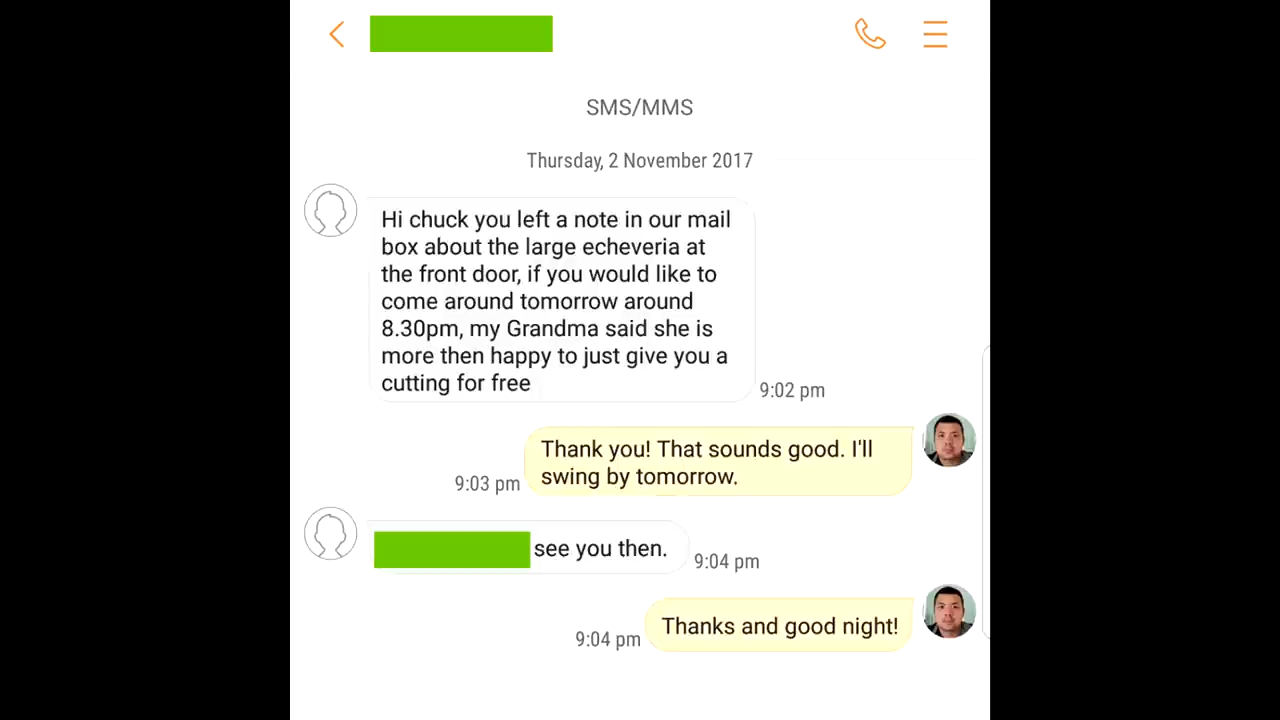 SMS/MMS
Thursday, 2 November 2017
Hi chuck you left a note in our mail
box about the large echeveria at
the front door, if you would like to
come around tomorrow around
8.30pm, my Grandma said she is
more then happy to just give you a
cutting for free
9:02 pm
Thank you! That sounds good. I'll
swing by tomorrow.
9:03 pm
see you then.
9:04 pm
Thanks and good night!
9:04 pm